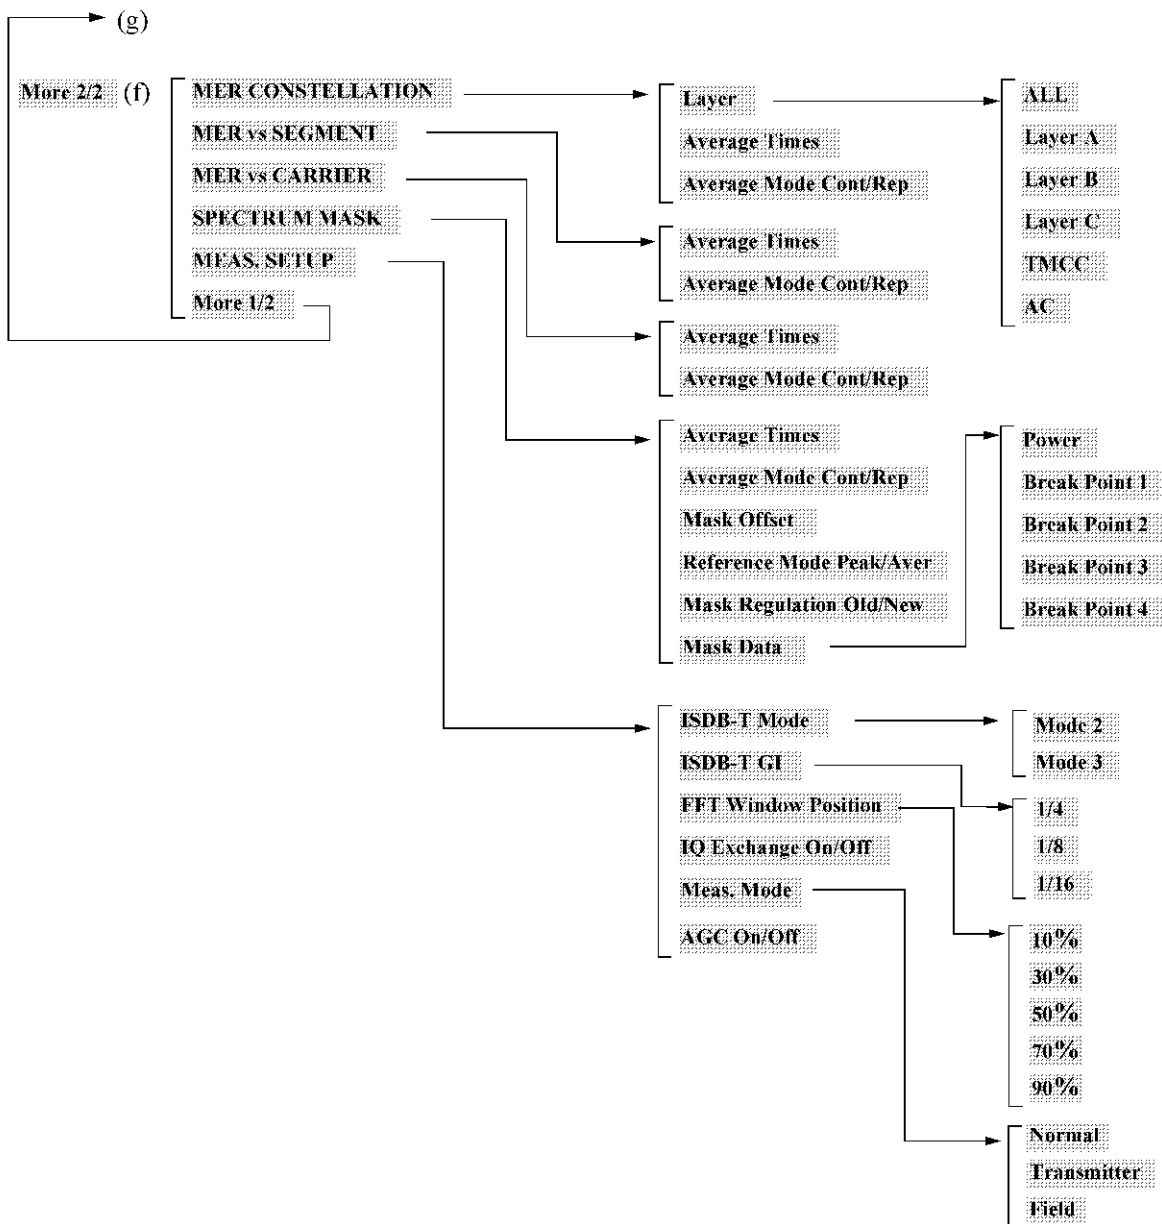 (g)
More 2/2 (f)
MER CONSTELLATION
MER vs SEGMENT
MER vs CARRIER
SPECTRUM MASK
MEAS. SETUP
More 1/2
Layer
Average Times
Average Mode Cont/Rep
ALL
Layer A
Layer B
Layer C
TMCC
AC
Average Times
Average Mode Cont/Rep
Average Times
Average Mode Cont/Rep
Average Times
Average Mode Cont/Rep
Mask Offset
Reference Mode Peak/Aver
Mask Regulation Old/New
Mask Data
Power
Break Point 1
Break Point 2
Break Point 3
Break Point 4
ISDB-T Mode
ISDB-T GI
FFT Window Position
IQ Exchange On/Off
Meas. Mode
AGC On/Off
Mode 2
Mode 3
1/4
1/8
1/16
10%
30%
50%
70%
90%
Normal
Transmitter
Field